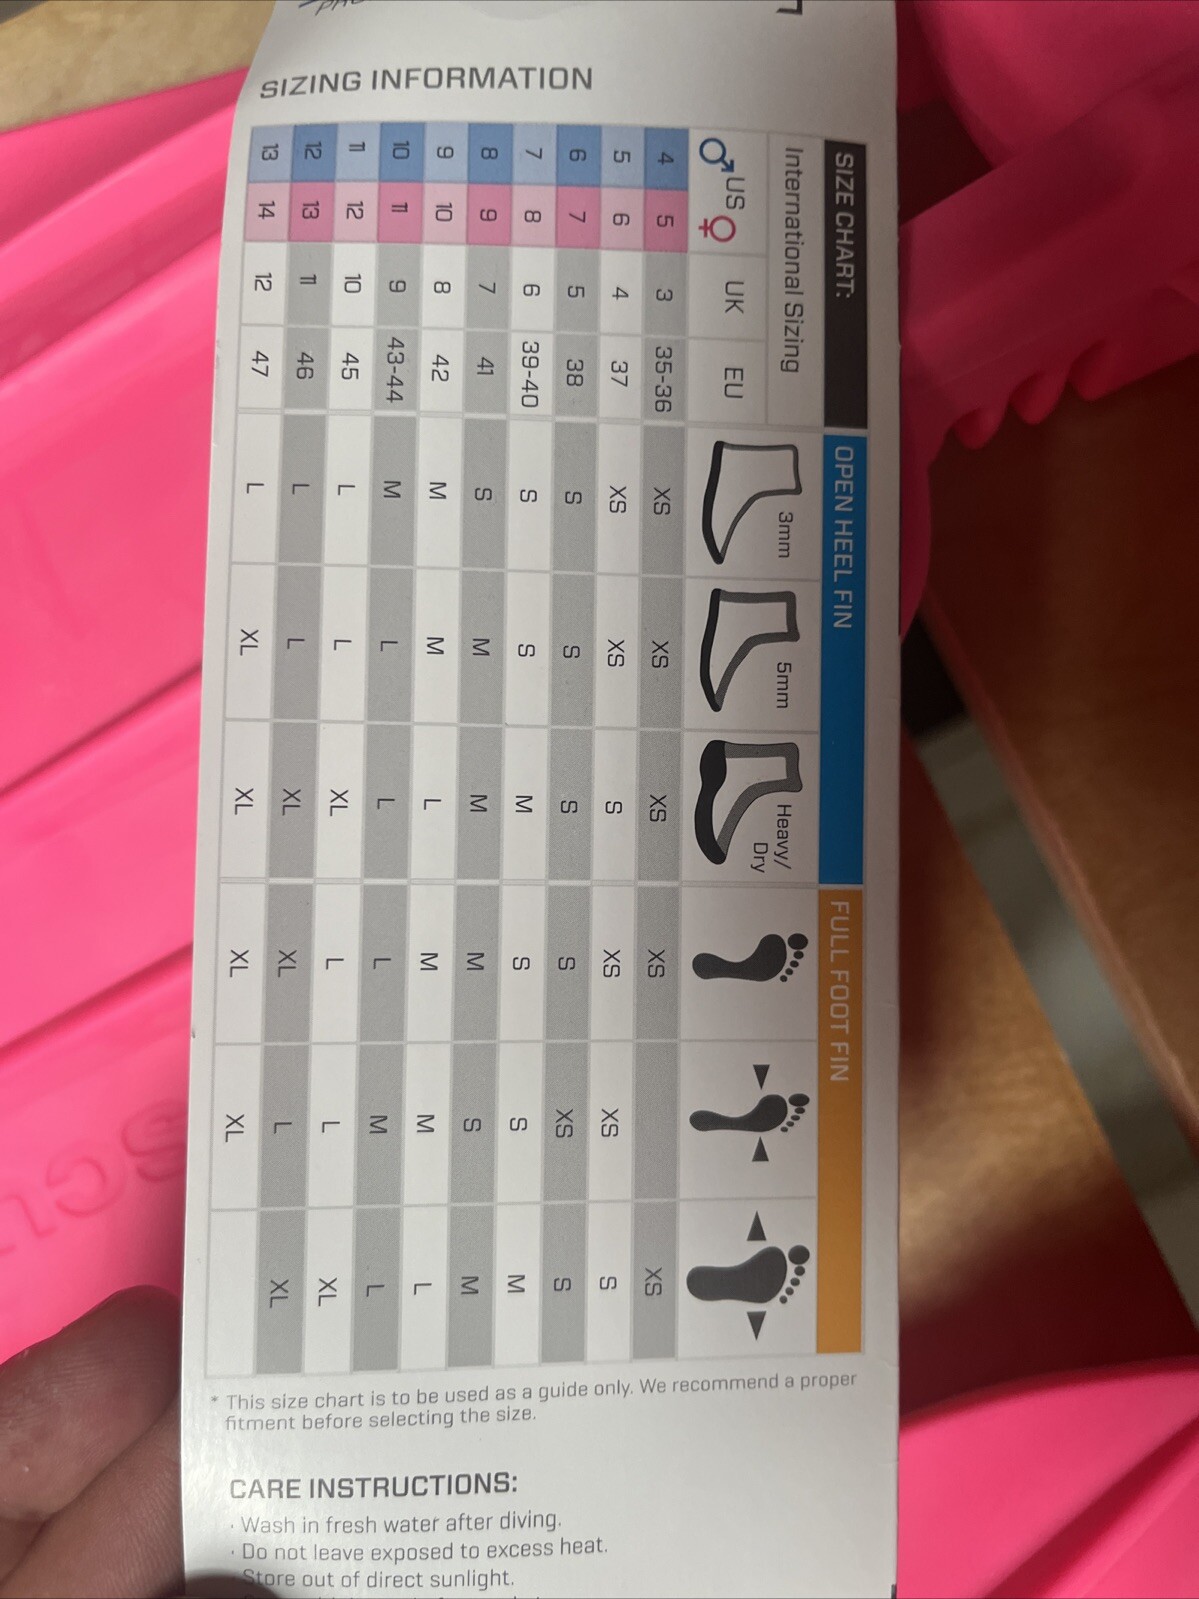 SIZING INFORMATION
SIZE CHART: OPEN HEEL FIN FULL FOOT FIN
International Sizing 3mm 5mm Heavy/
Dry
US UK EU
4 5 3 35-36 XS XS XS XS XS
5 6 4 37 XS XS S XS XS S
6 7 5 38 S S S S XS S
7 8 6 39-40 S S M S S M
8 9 7 41 S M M M S M
9 10 8 42 M M L M M L
10 11 9 43-44 M L L L M L
11 12 10 45 L L XL L L XL
12 13 11 46 L L XL XL L XL
13 14 12 47 L XL XL XL XL
* This size chart is to be used as a guide only. We recommend a proper
fitment before selecting the size.
CARE INSTRUCTIONS:
· Wash in fresh water after diving.
· Do not leave exposed to excess heat.
Store out of direct sunlight.